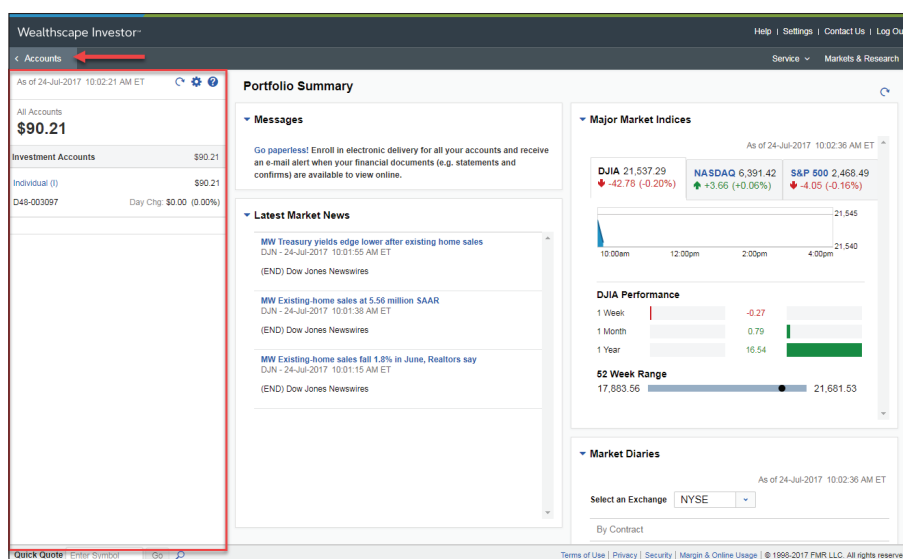 Wealthscape Investor
Help | Settings | Contact Us | Log Ou
< Accounts
Service
Markets & Research
As of 24-Jul-2017 10:02:21 AM ET
All Accounts
$90.21
Investment Accounts $90.21
Individual (I) $90.21
D48-003097 Day Chg: $0.00 (0.00%)
Portfolio Summary
Messages
Go paperless! Enroll in electronic delivery for all your accounts and receive
an e-mail alert when your financial documents (e.g. statements and
confirms) are available to view online.
Latest Market News
MW Treasury yields edge lower after existing home sales
DJN - 24-Jul-2017 10:01:55 AM ET
(END) Dow Jones Newswires
MW Existing-home sales at 5.56 million SAAR
DJN - 24-Jul-2017 10:01:38 AM ET
(END) Dow Jones Newswires
MW Existing-home sales fall 1.8% in June, Realtors say
DJN - 24-Jul-2017 10:01:15 AM ET
(END) Dow Jones Newswires
Major Market Indices
As of 24-Jul-2017 10:02:36 AM ET
DJIA 21,537.29
-42.78 (-0.20%)
NASDAQ 6,391.42
+3.66 (+0.06%)
S&P 500 2,468.49
-4.05 (-0.16%)
21,545
21,540
10:00am 12:00pm 2:00pm 4:00pm
DJIA Performance
1 Week -0.27
1 Month 0.79
1 Year 16.54
52 Week Range
17,883.56 21,681.53
Market Diaries
As of 24-Jul-2017 10:02:36 AM ET
Select an Exchange NYSE
By Contract
Quick Quote Enter Symbol Go
Terms of Use | Privacy | Security | Margin & Online Usage | © 1998-2017 FMR LLC. All rights reserve